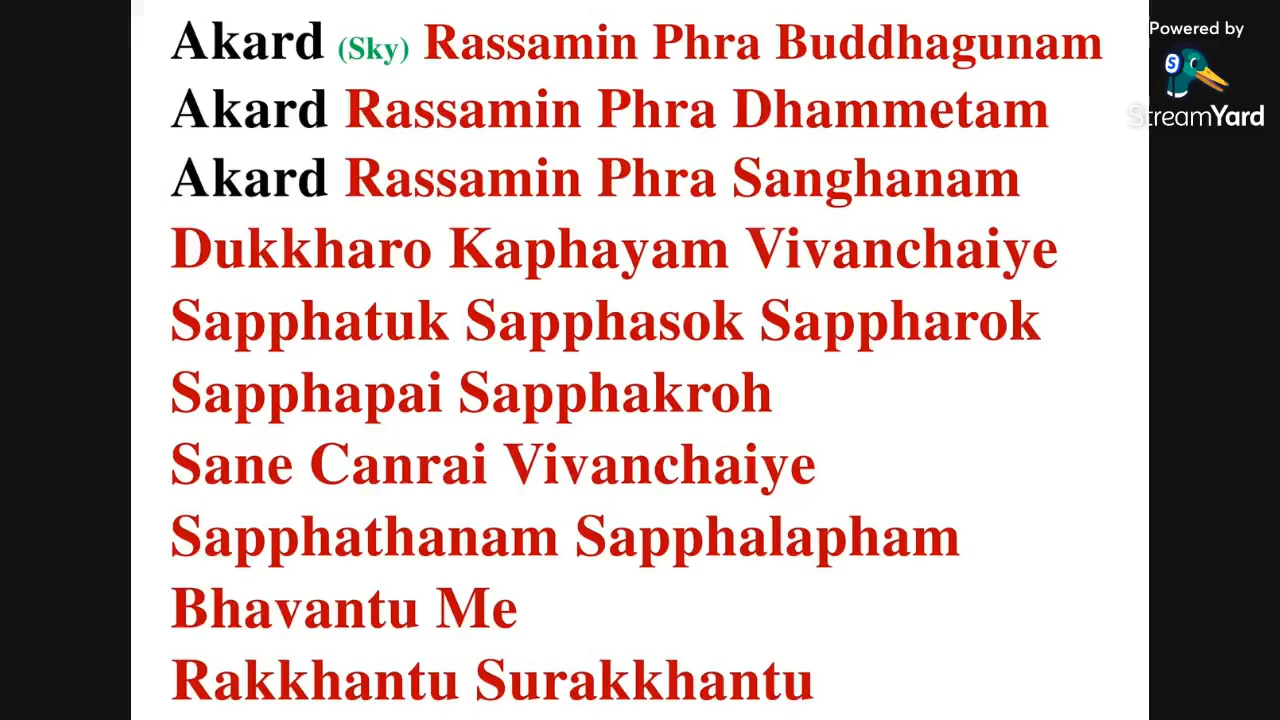 Akard (Sky) Rassamin Phra Buddhagunam
Akard Rassamin Phra Dhammetam
Akard Rassamin Phra Sanghanam
Dukkharo Kaphayam Vivanchaiye
Sapphatuk Sapphasok Sappharok
Sapphapai Sapphakroh
Sane Canrai Vivanchaiye
Sapphathanam Sapphalapham
Bhavantu Me
Rakkhantu Surakkhantu
Powered by
S
StreamYard